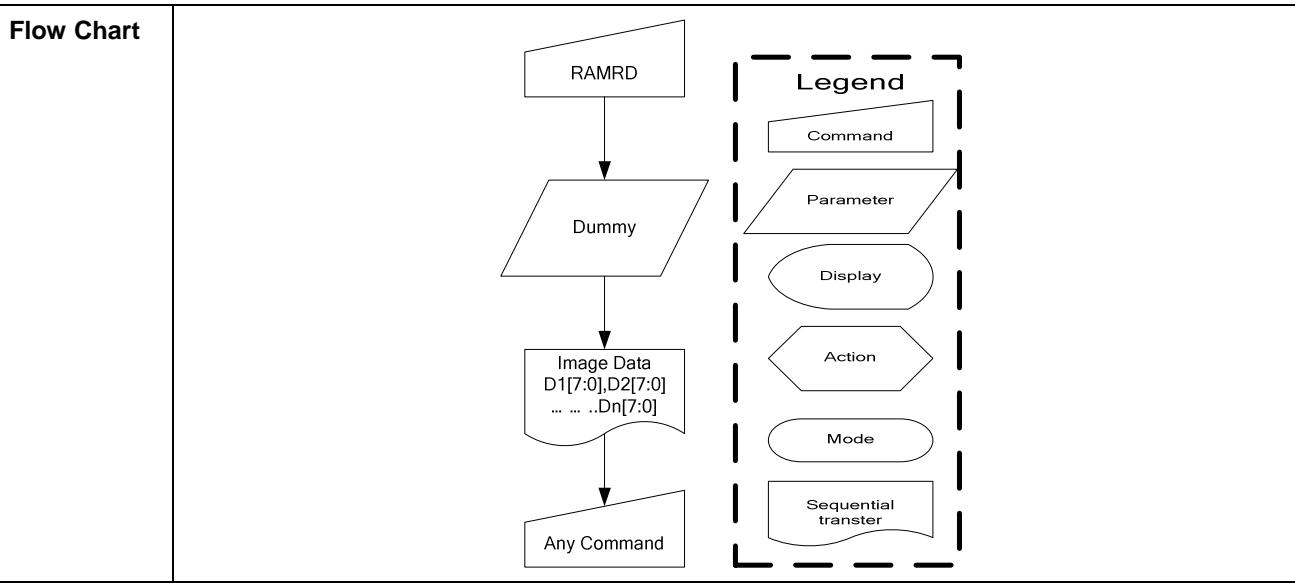 Flow Chart
RAMRD
Dummy
Image Data
D1[7:0],D2[7:0]
... ... ..Dn[7:0]
Any Command
Legend
Command
Parameter
Display
Action
Mode
Sequential
transter